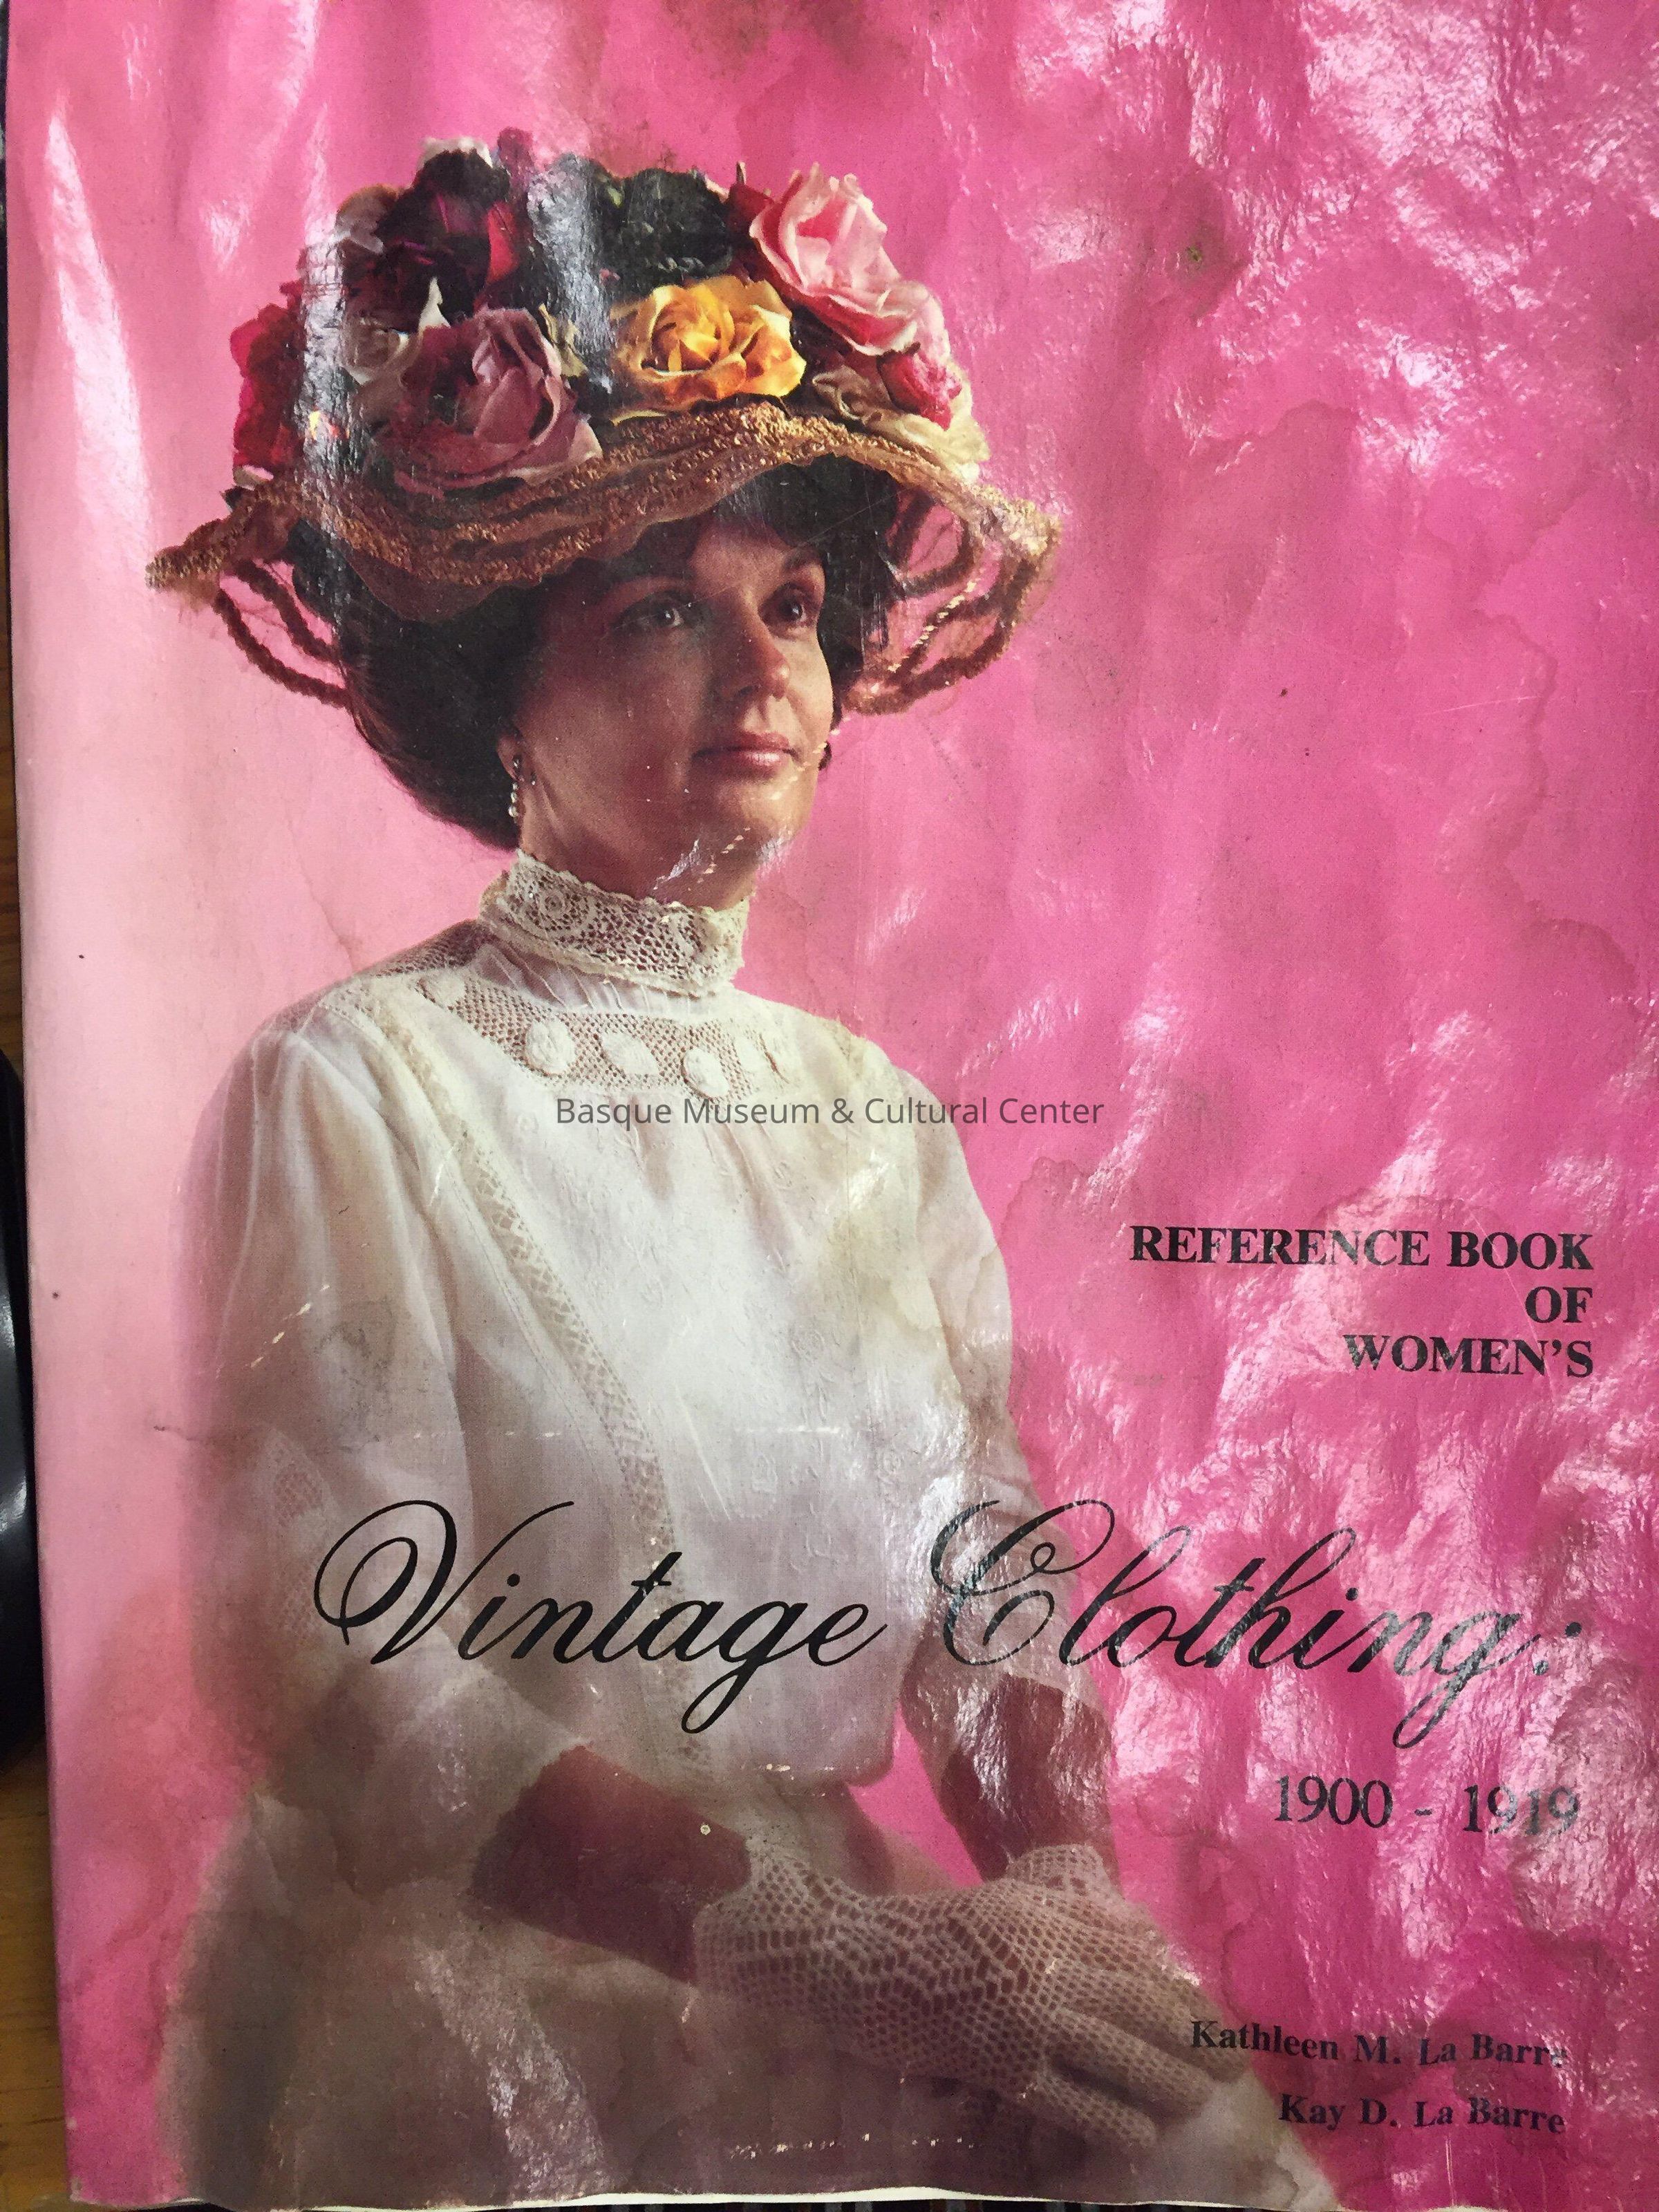 Basque Museum & Cultural Center
REFERENCE BOOK
OF
WOMEN'S
Vintage Clothing:
1900 - 1919
Kathleen M. La Barre
Kay D. La Barre